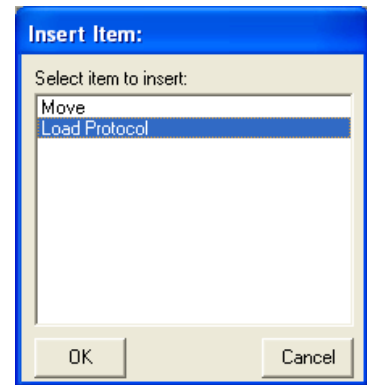 Insert Item:
Select item to insert:
Move
Load Protocol
OK Cancel